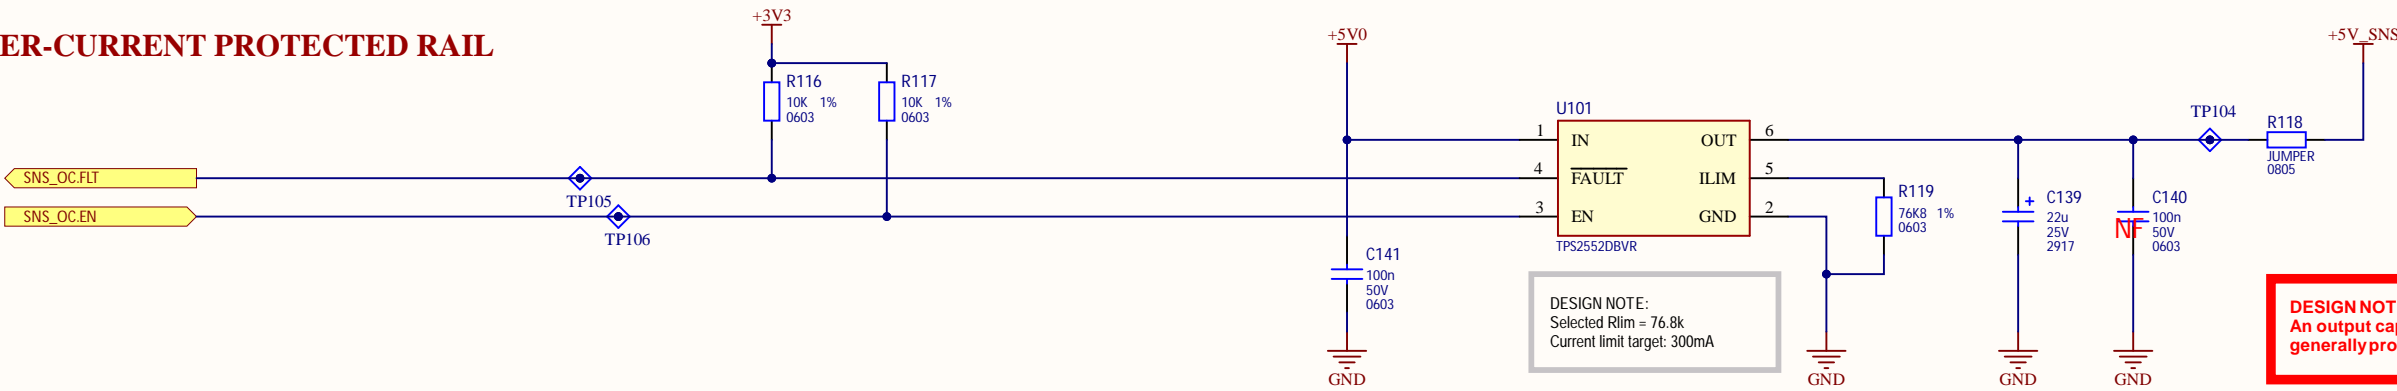 +3V3
ER-CURRENT PROTECTED RAIL
+5V0
+5V_SNS
R116
10K 1%
0603
R117
10K 1%
0603
U101
TP104
R118
JUMPER
0805
1 IN
OUT 6
4 FAULT
ILIM 5
3 EN
GND 2
TPS2552DBVR
SNS_OC.FLT
TP105
SNS_OC.EN
TP106
R119
76K8 1%
0603
C139
+
22u
25V
2917
C140
100n
50V
0603
NF
C141
100n
50V
0603
DESIGN NOTE:
Selected Rlim = 76.8k
Current limit target: 300mA
DESIGN NOT
An output cap
generally pro
GND
GND
GND
GND